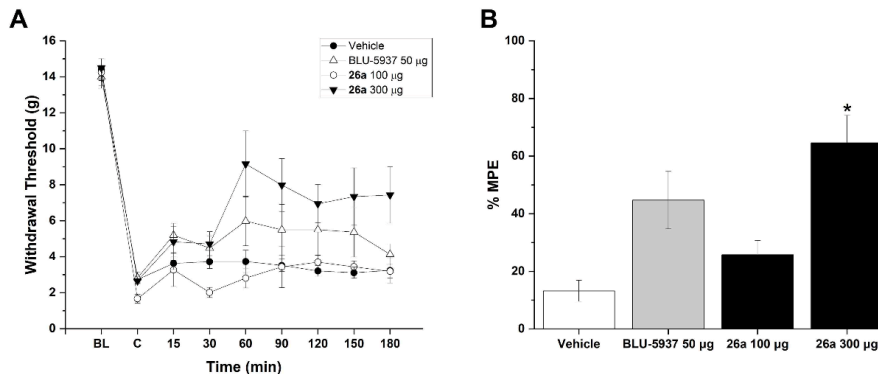 A
Withdrawal Threshold (g)
16
14
12
10
8
6
4
2
0
Vehicle
BLU-5937 50 μg
26a 100 μg
26a 300 μg
BL C 15 30 60 90 120 150 180
Time (min)
B
% MPE
100
80
60
40
20
0
*
Vehicle BLU-5937 50 μg 26a 100 μg 26a 300 μg